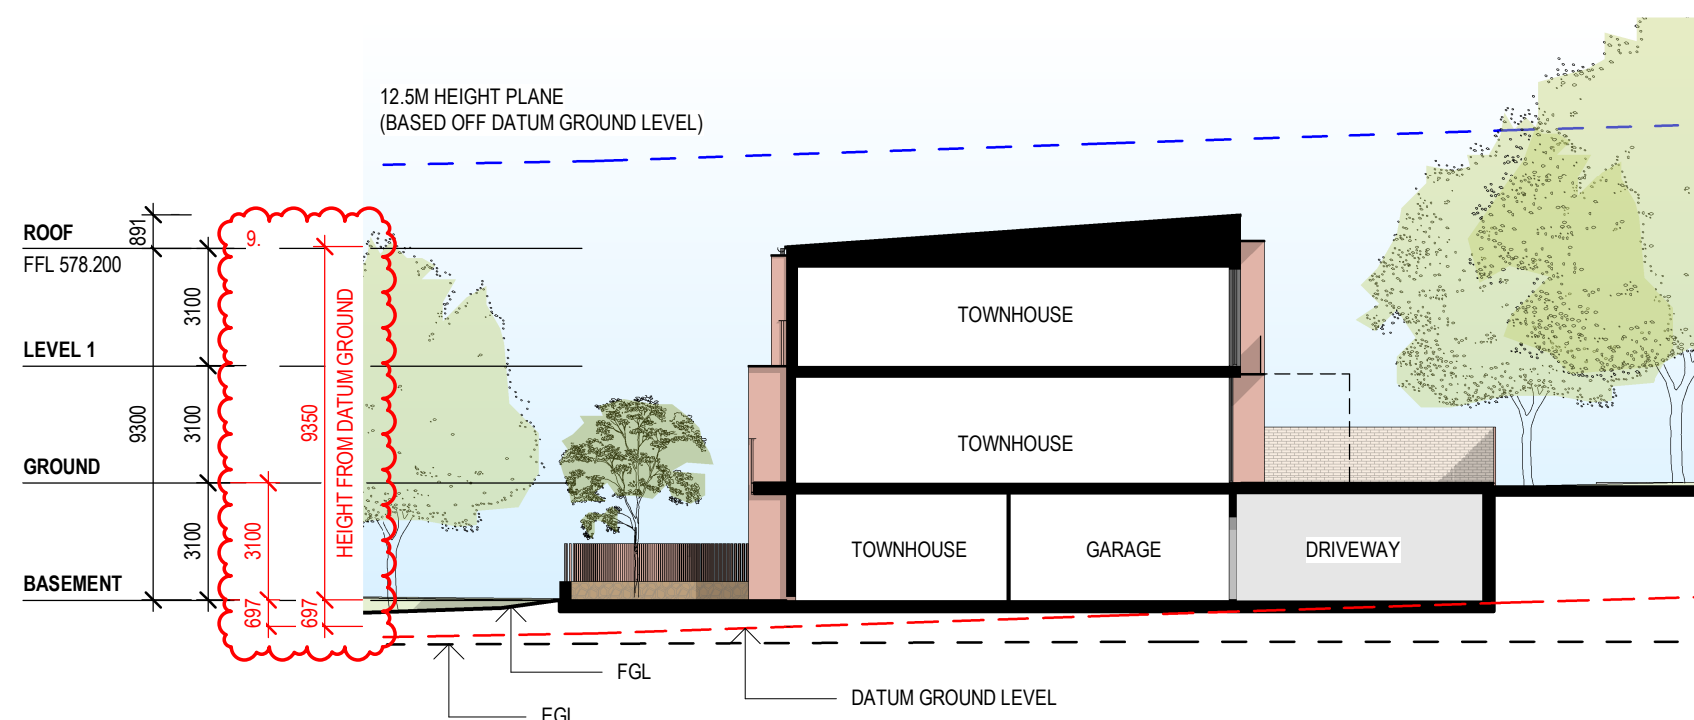 12.5M HEIGHT PLANE
(BASED OFF DATUM GROUND LEVEL)
891
ROOF
9.
FFL 578.200
3100
TOWNHOUSE
LEVEL 1
9300
3100
9350
HEIGHT FROM DATUM GROUND
TOWNHOUSE
GROUND
3100
3100
TOWNHOUSE
GARAGE
DRIVEWAY
BASEMENT
697
697
FGL
DATUM GROUND LEVEL
EGL